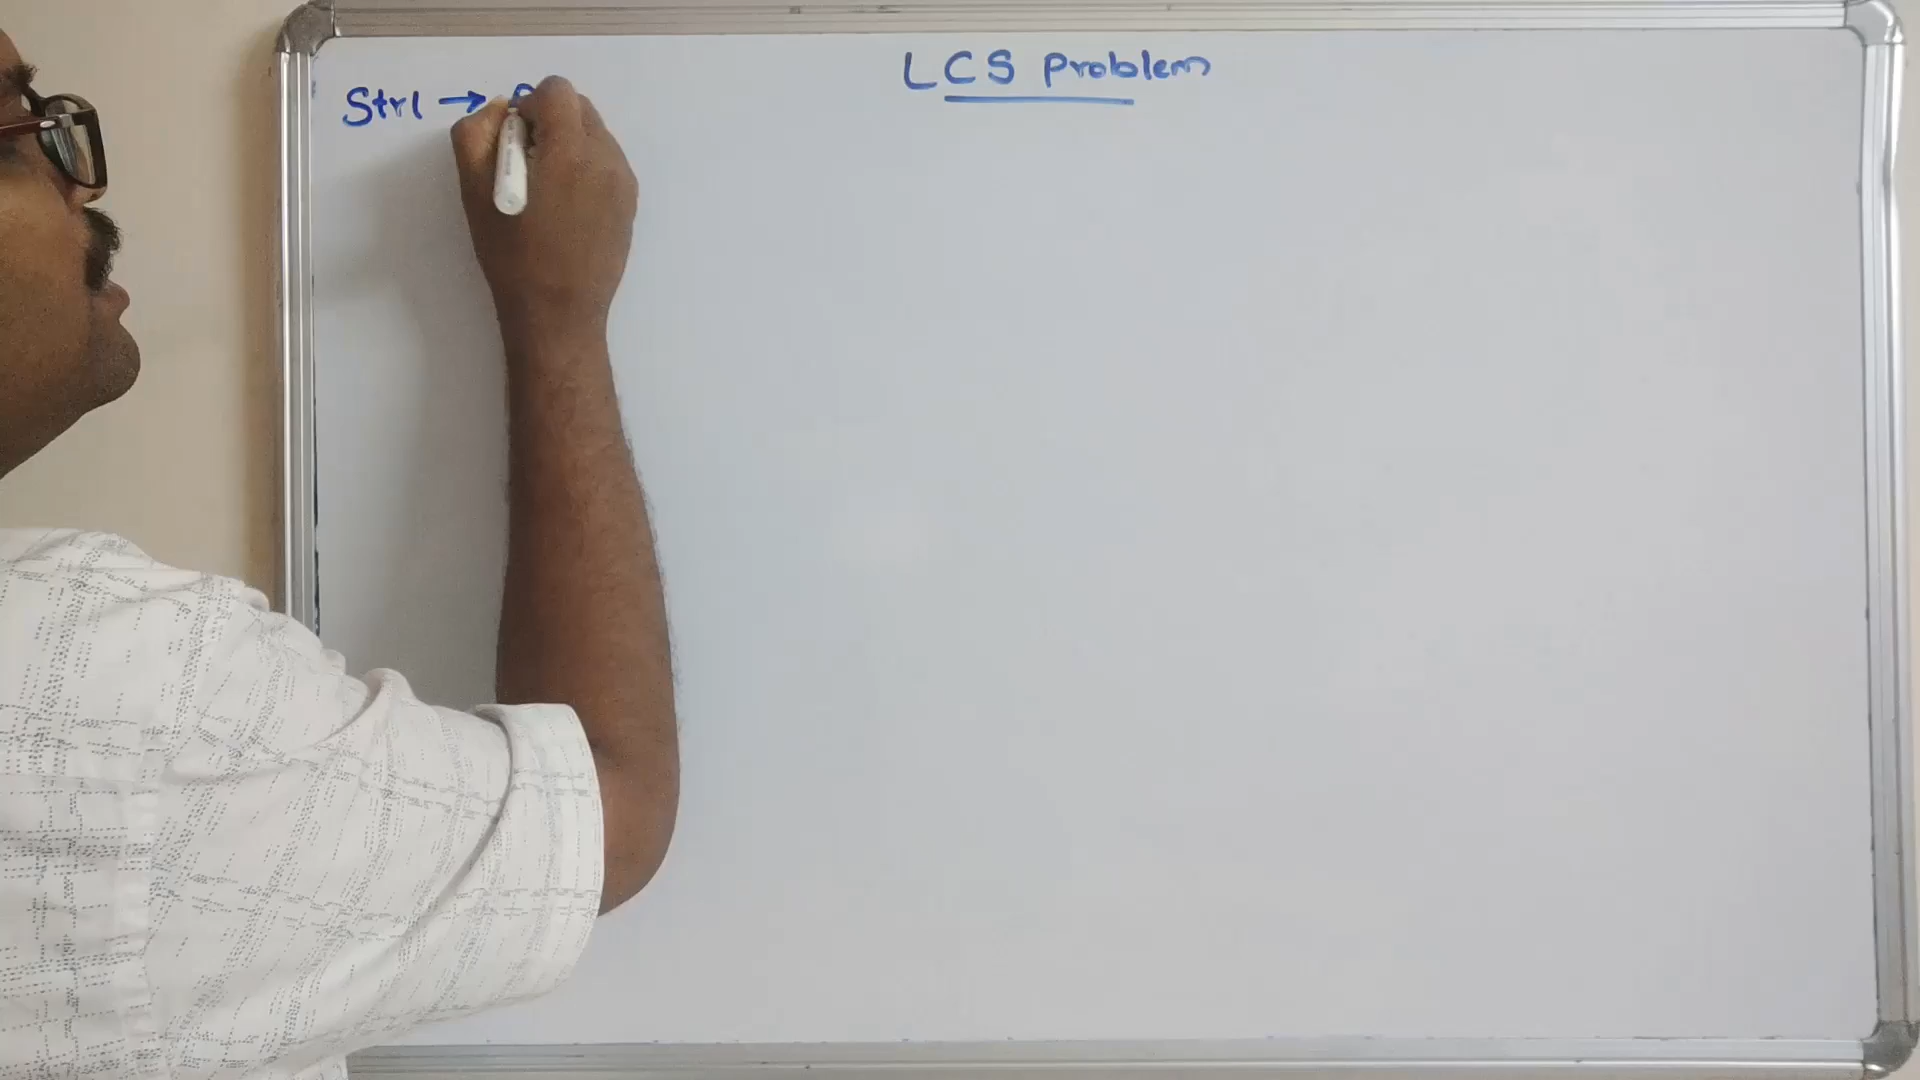 LCS Problem
Str1 →